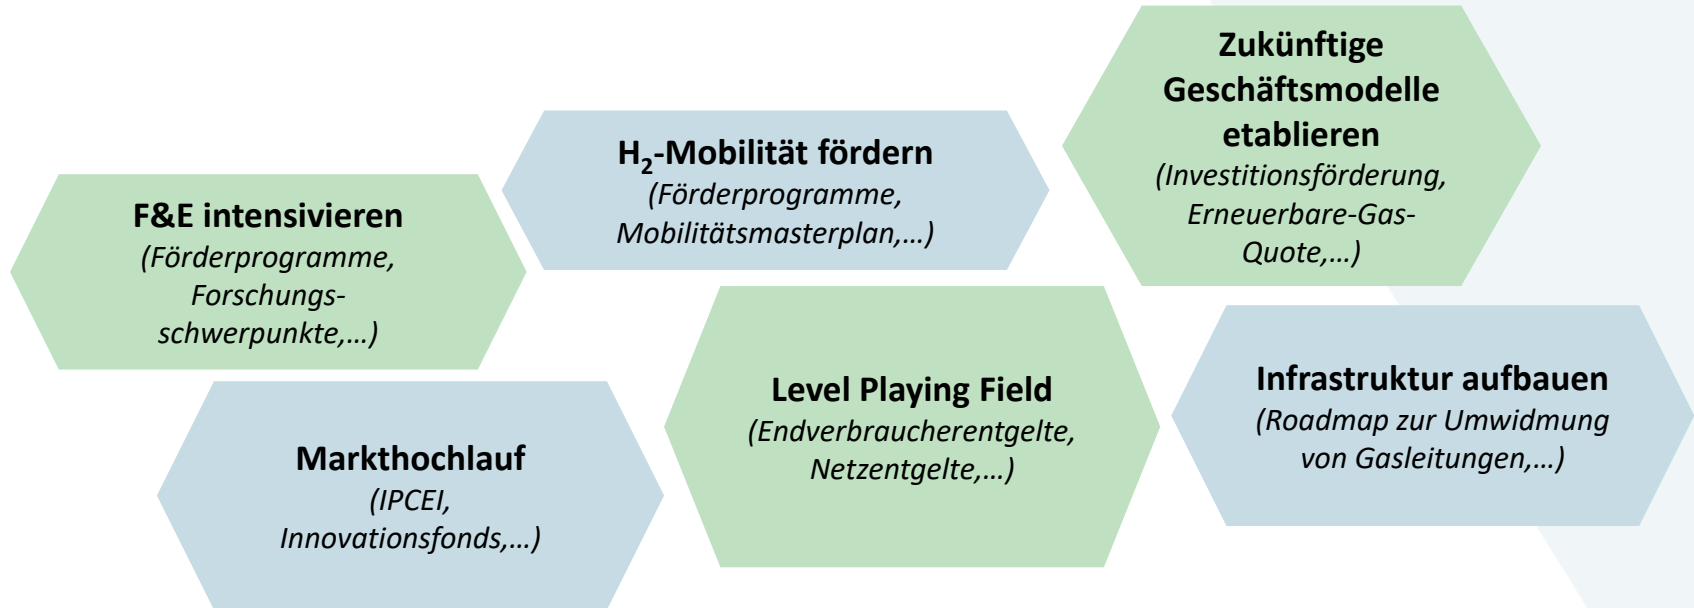 F&E intensivieren
(Förderprogramme,
Forschungs-
schwerpunkte,…)
H₂-Mobilität fördern
(Förderprogramme,
Mobilitätsmasterplan,…)
Zukünftige
Geschäftsmodelle
etablieren
(Investitionsförderung,
Erneuerbare-Gas-
Quote,…)
Markthochlauf
(IPCEI,
Innovationsfonds,…)
Level Playing Field
(Endverbraucherentgelte,
Netzentgelte,…)
Infrastruktur aufbauen
(Roadmap zur Umwidmung
von Gasleitungen,…)